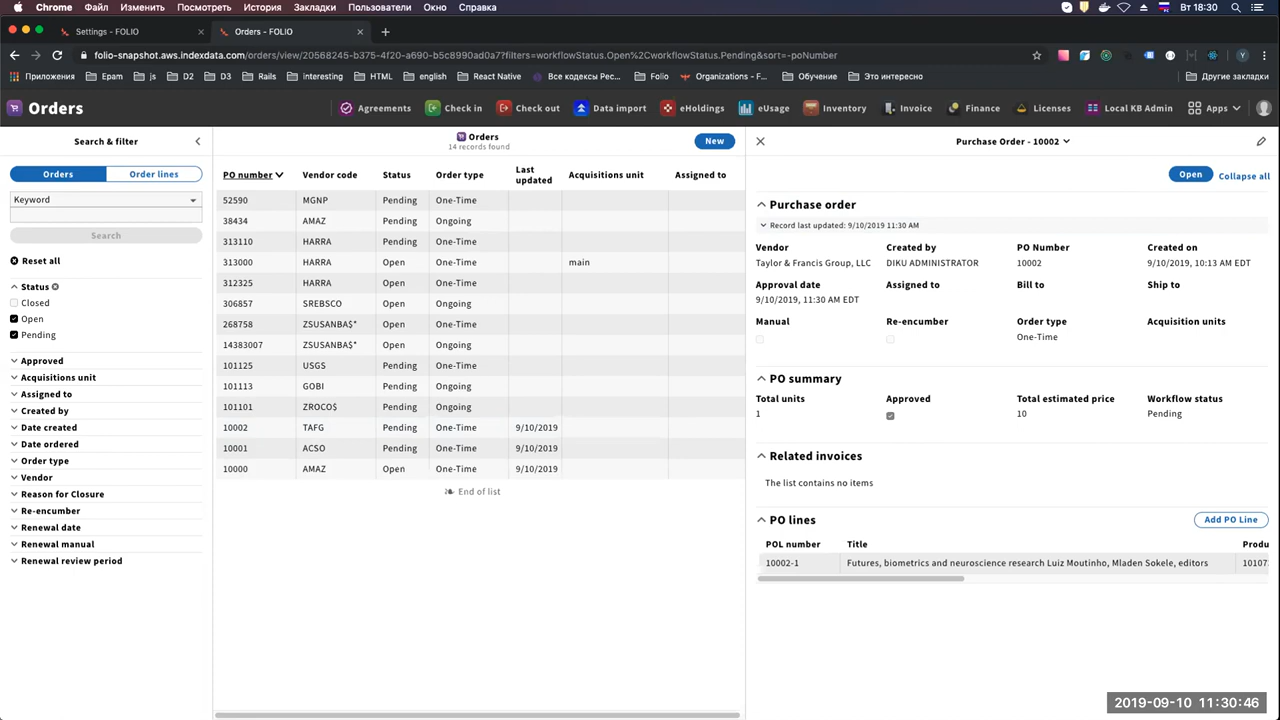 Chrome Файл Изменить Посмотреть История Закладки Пользователи Окно Справка Вт 18:30
Settings - FOLIO
Orders - FOLIO
folio-snapshot.aws.indexdata.com/orders/view/20568245-b375-4f20-a690-b5c8990ad0a7?filters=workflowStatus.Open%2CworkflowStatus.Pending&sort=-poNumber
Приложения Epam js D2 D3 Rails interesting HTML english React Native Все кодексы Рес... Folio Organizations - F... Обучение Это интересно Другие закладки
Orders Agreements Check in Check out Data import eHoldings eUsage Inventory Invoice Finance Licenses Local KB Admin Apps
Search & filter
Orders Order lines
Keyword
Search
Reset all
Status
Closed
Open
Pending
Approved
Acquisitions unit
Assigned to
Created by
Date created
Date ordered
Order type
Vendor
Reason for Closure
Re-encumber
Renewal date
Renewal manual
Renewal review period
Orders
14 records found
New
PO number Vendor code Status Order type Last updated Acquisitions unit Assigned to
52590 MGNP Pending One-Time
38434 AMAZ Pending Ongoing
313110 HARRA Pending One-Time
313000 HARRA Open One-Time main
312325 HARRA Open One-Time
306857 SREBSCO Open Ongoing
268758 ZSUSANBA$* Open One-Time
14383007 ZSUSANBA$* Open Ongoing
101125 USGS Pending One-Time
101113 GOBI Pending Ongoing
101101 ZROCO$ Pending Ongoing
10002 TAFG Pending One-Time 9/10/2019
10001 ACSO Pending One-Time 9/10/2019
10000 AMAZ Open One-Time 9/10/2019
End of list
Purchase Order - 10002
Open Collapse all
Purchase order
Record last updated: 9/10/2019 11:30 AM
Vendor Created by PO Number Created on
Taylor & Francis Group, LLC DIKU ADMINISTRATOR 10002 9/10/2019, 10:13 AM EDT
Approval date Assigned to Bill to Ship to
9/10/2019, 11:30 AM EDT
Manual Re-encumber Order type Acquisition units
One-Time
PO summary
Total units Approved Total estimated price Workflow status
1 10 Pending
Related invoices
The list contains no items
PO lines Add PO Line
POL number Title Produ
10002-1 Futures, biometrics and neuroscience research Luiz Moutinho, Mladen Sokele, editors 10107
2019-09-10 11:30:46